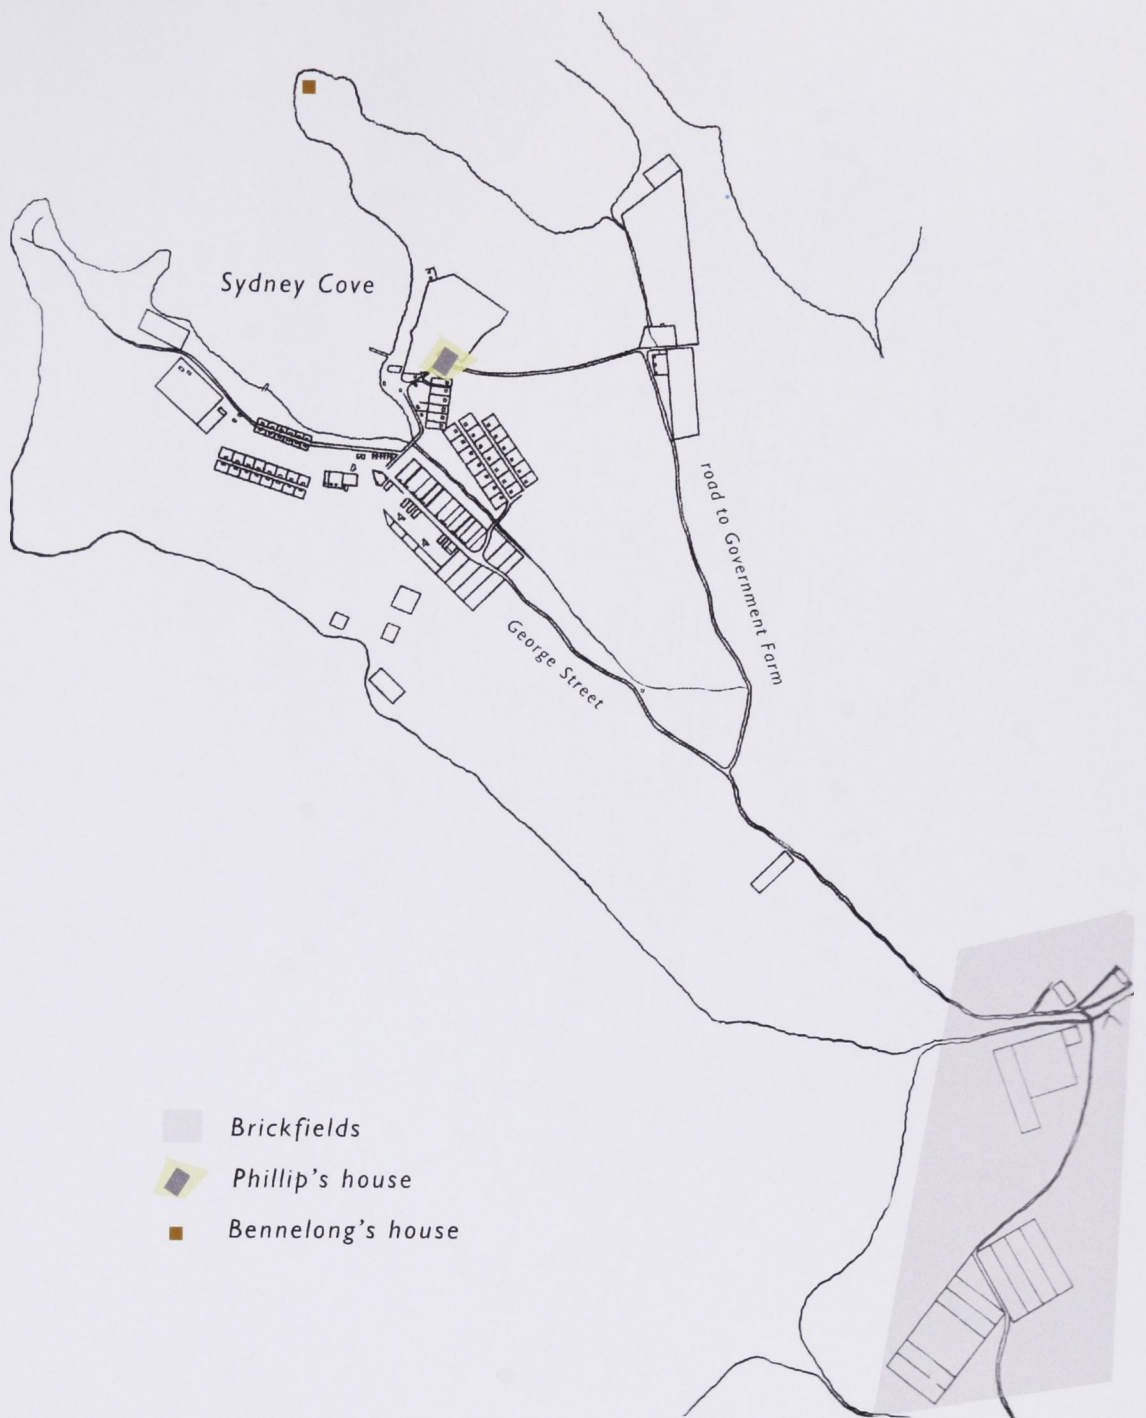 Sydney Cove
road to Government Farm
George Street
Brickfields
Phillip's house
Bennelong's house